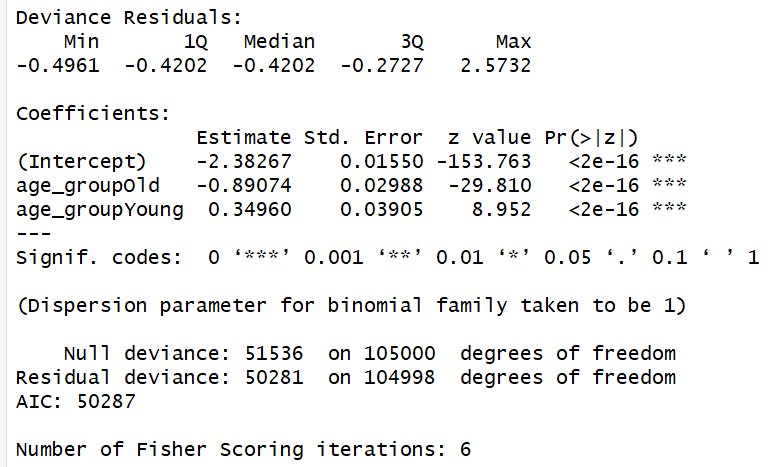 Deviance Residuals:
    Min       1Q   Median       3Q      Max
-0.4961  -0.4202  -0.4202  -0.2727   2.5732
Coefficients:
               Estimate Std. Error  z value Pr(>|z|)
(Intercept)    -2.38267    0.01550 -153.763   <2e-16 ***
age_groupOld   -0.89074    0.02988  -29.810   <2e-16 ***
age_groupYoung  0.34960    0.03905    8.952   <2e-16 ***
---
Signif. codes:  0 ‘***’ 0.001 ‘**’ 0.01 ‘*’ 0.05 ‘.’ 0.1 ‘ ’ 1
(Dispersion parameter for binomial family taken to be 1)
    Null deviance: 51536  on 105000  degrees of freedom
Residual deviance: 50281  on 104998  degrees of freedom
AIC: 50287
Number of Fisher Scoring iterations: 6